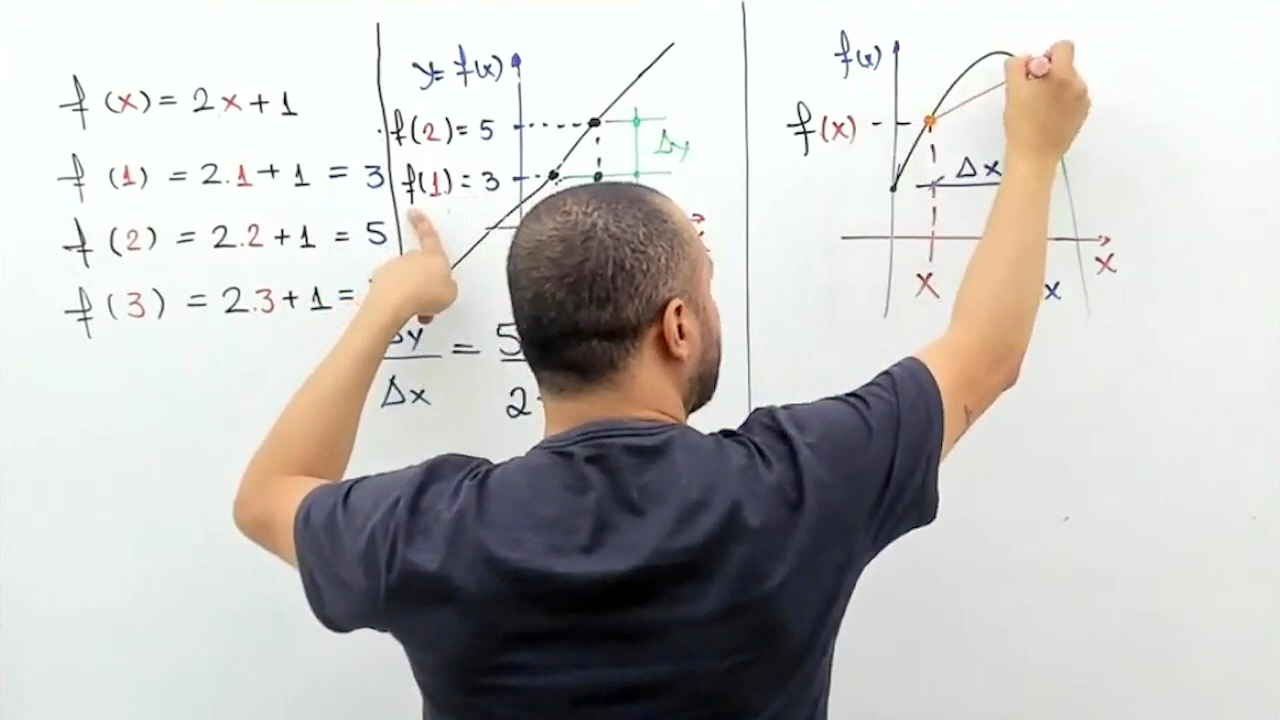 f(x) = 2x+1
f(1) = 2.1+1 = 3
f(2) = 2.2+1 = 5
f(3) = 2.3+1 =
y= f(x)
f(2)= 5
f(1)= 3
Δy
Δy/Δx = 5
2
f(x)
f(x)
Δx
x
x
x